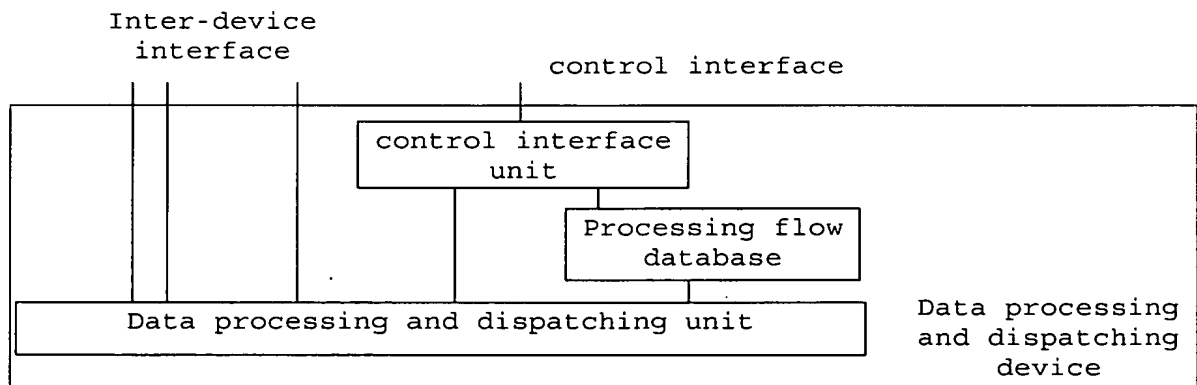 Inter-device
interface
control interface
control interface
unit
Processing flow
database
Data processing and dispatching unit
Data processing
and dispatching
device